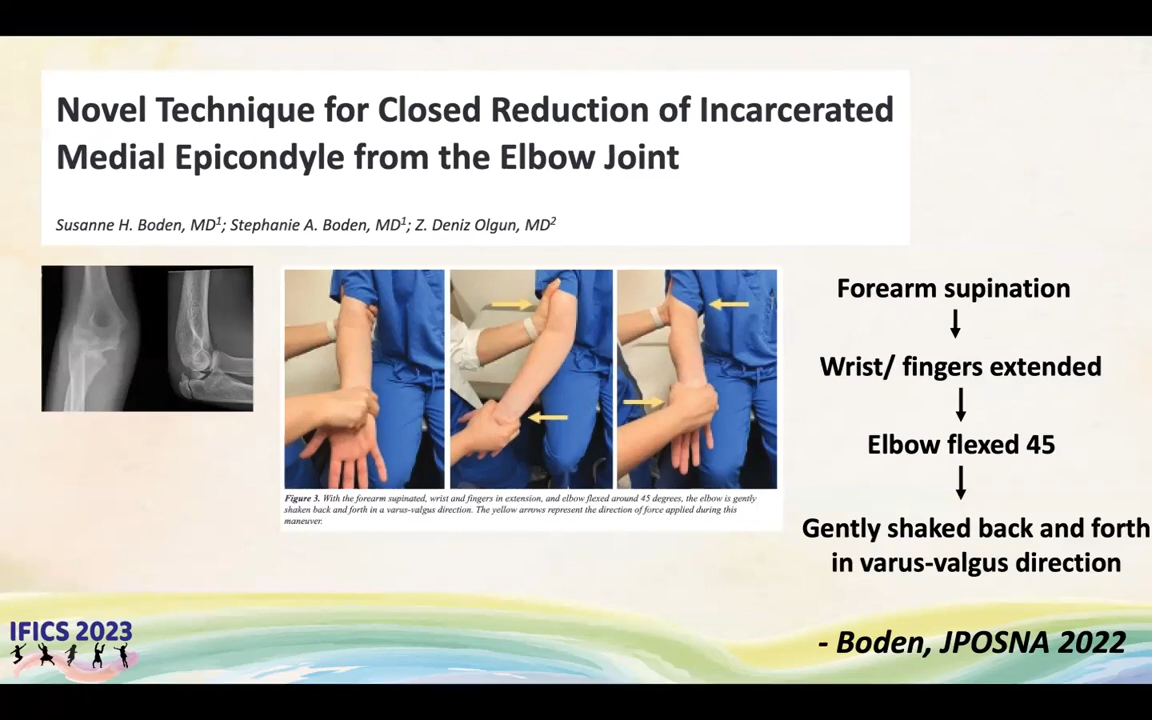 Novel Technique for Closed Reduction of Incarcerated
Medial Epicondyle from the Elbow Joint
Susanne H. Boden, MD1; Stephanie A. Boden, MD1; Z. Deniz Olgun, MD2
Figure 3. With the forearm supinated, wrist and fingers in extension, and elbow flexed around 45 degrees, the elbow is gently
shaken back and forth in a varus-valgus direction. The yellow arrows represent the direction of force applied during this
maneuver.
Forearm supination
Wrist/ fingers extended
Elbow flexed 45
Gently shaked back and forth
in varus-valgus direction
IFICS 2023
- Boden, JPOSNA 2022